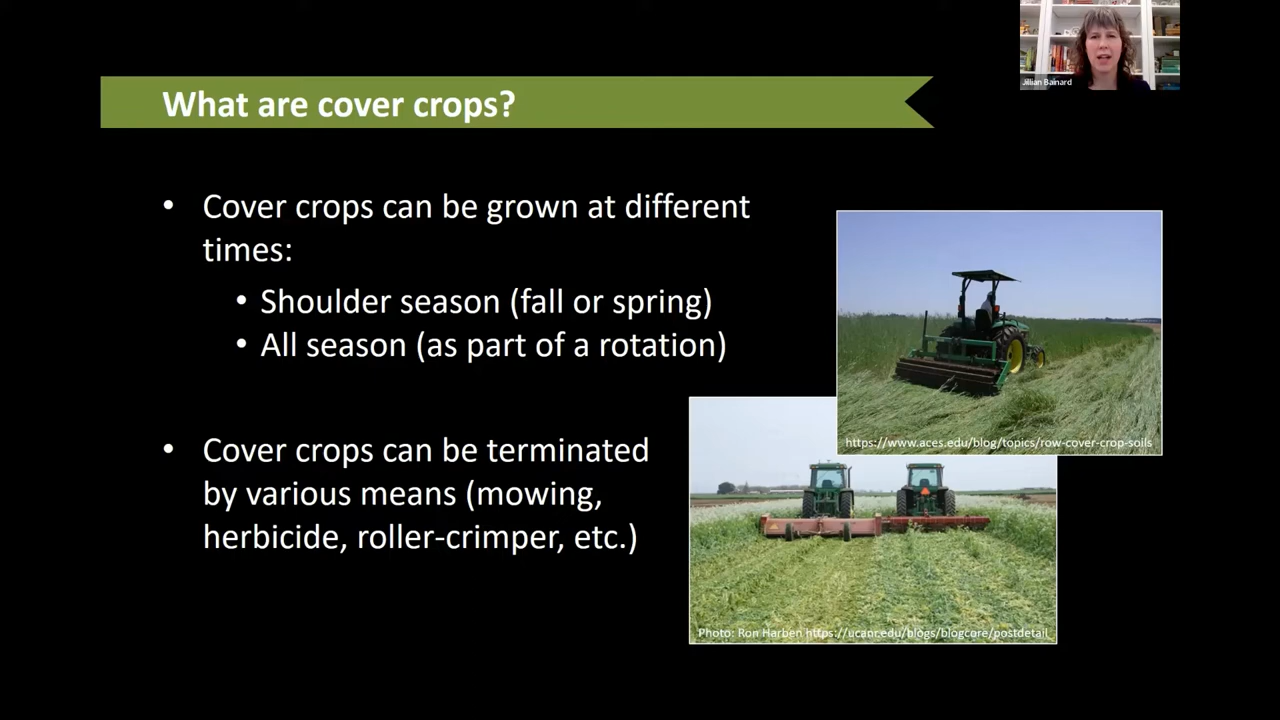 Jillian Bainard
What are cover crops?
• Cover crops can be grown at different
times:
• Shoulder season (fall or spring)
• All season (as part of a rotation)
• Cover crops can be terminated
by various means (mowing,
herbicide, roller-crimper, etc.)
https://www.aces.edu/blog/topics/row-cover-crop-soils
Photo: Ron Harben https://ucanr.edu/blogs/blogcore/postdetail